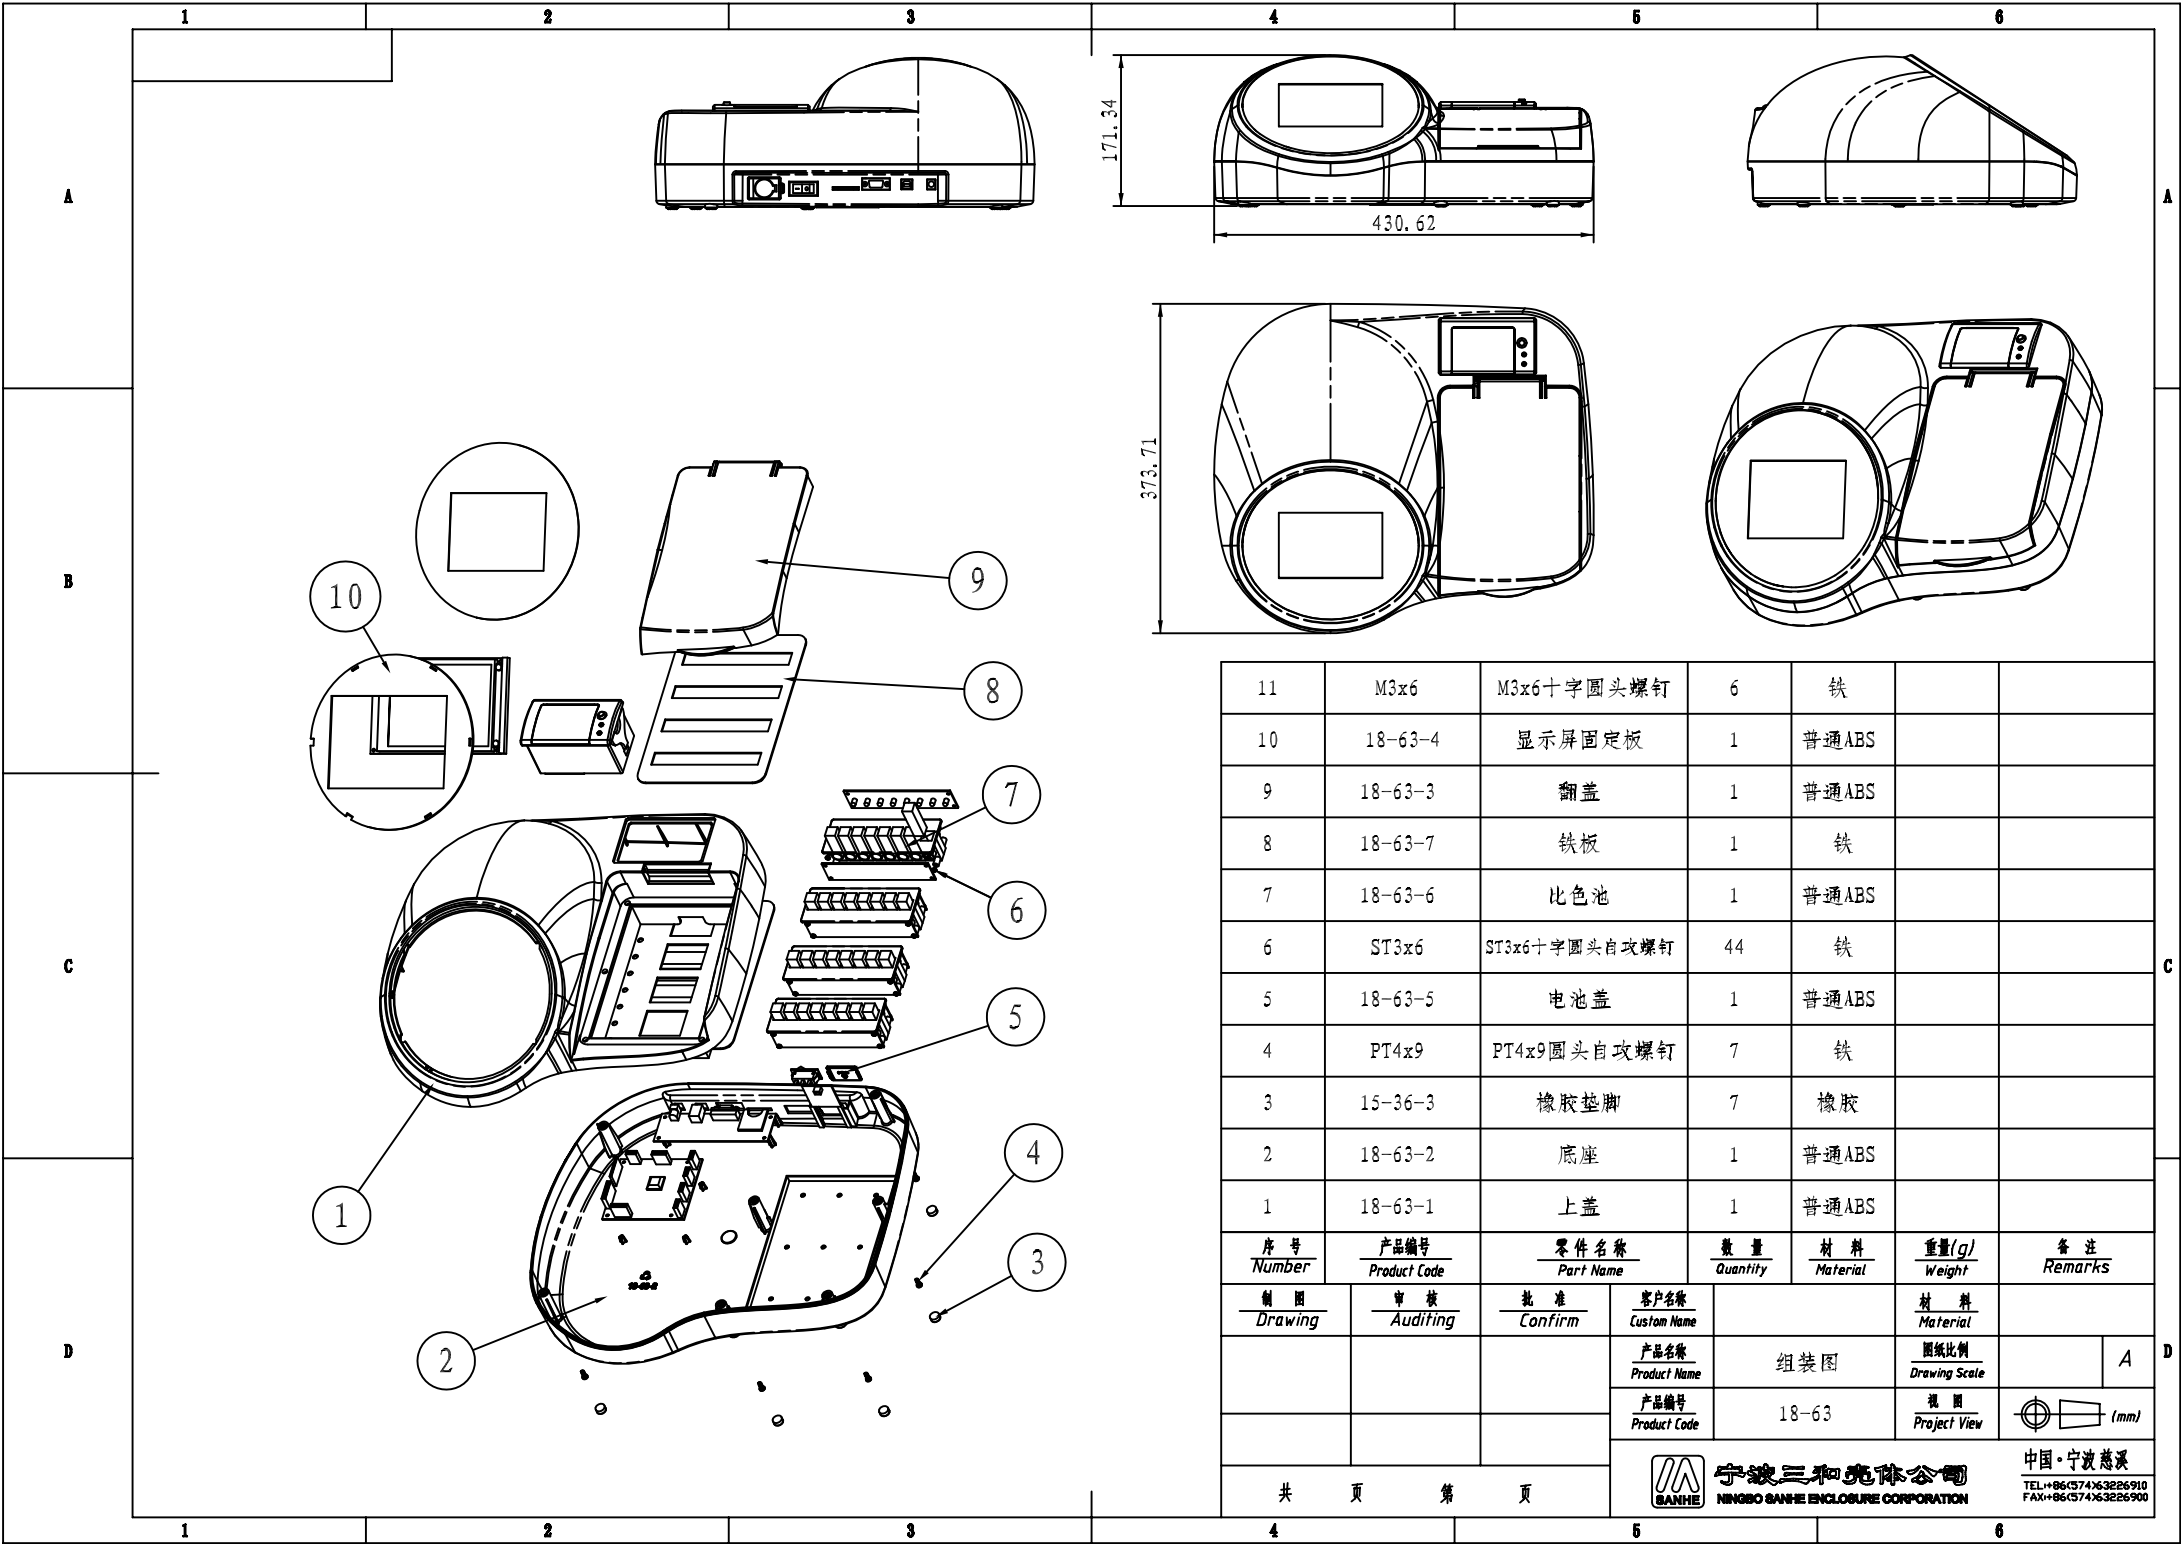 1 2 3 4 5 6
A A
B
C C
D D
171.34
430.62
373.71
10
9
8
7
6
5
4
3
1
2
11 M3x6 M3x6十字圆头螺钉 6 铁
10 18-63-4 显示屏固定板 1 普通ABS
9 18-63-3 翻盖 1 普通ABS
8 18-63-7 铁板 1 铁
7 18-63-6 比色池 1 普通ABS
6 ST3x6 ST3x6十字圆头自攻螺钉 44 铁
5 18-63-5 电池盖 1 普通ABS
4 PT4x9 PT4x9圆头自攻螺钉 7 铁
3 15-36-3 橡胶垫脚 7 橡胶
2 18-63-2 底座 1 普通ABS
1 18-63-1 上盖 1 普通ABS
序号 产品编号 零件名称 数量 材料 重量(g) 备注
Number Product Code Part Name Quantity Material Weight Remarks
制图 审核 批准 客户名称 材料
Drawing Auditing Confirm Custom Name Material
产品名称 组装图 图纸比例 A
Product Name Drawing Scale
产品编号 18-63 视图 (mm)
Product Code Project View
共 页 第 页
SANHE
宁波三和壳体公司
NINGBO SANHE ENCLOSURE CORPORATION
中国·宁波慈溪
TEL:+86(574)63226910
FAX:+86(574)63226900
1 2 3 4 5 6